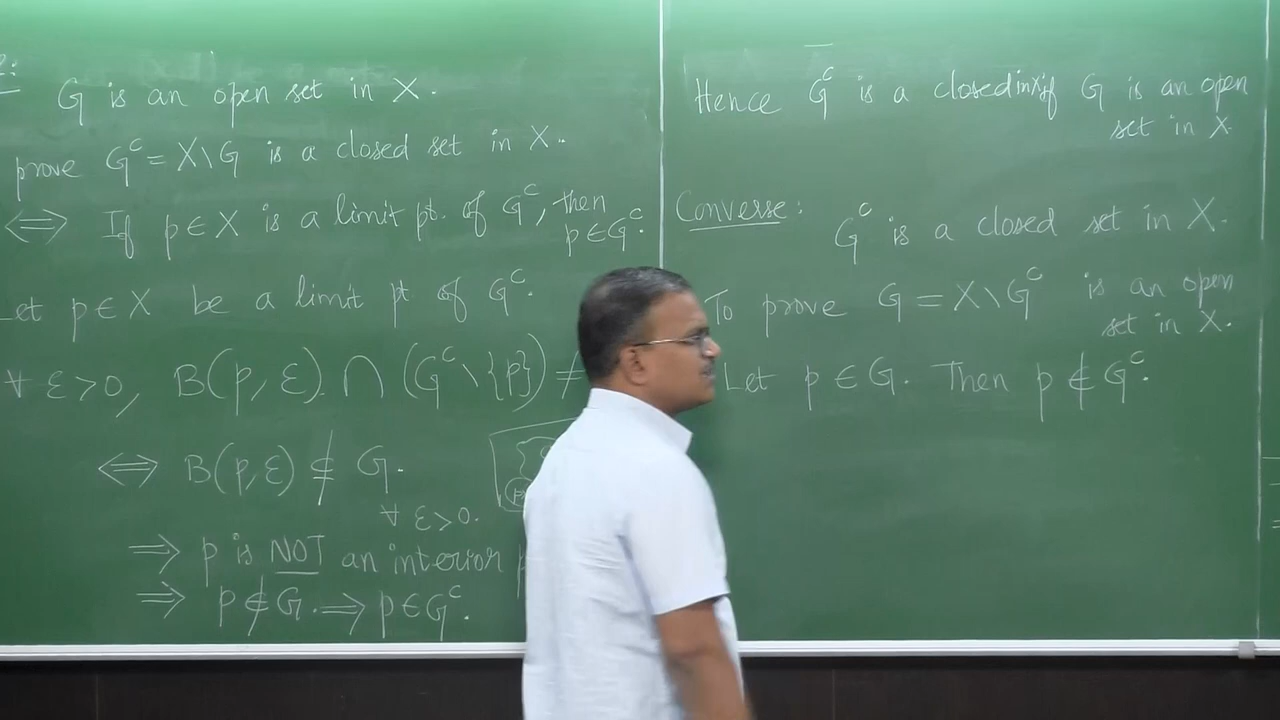 G is an open set in X.
prove G^c = X\G is a closed set in X.
⟺ If p∈X is a limit pt. of G^c, then
p∈G^c.
Let p∈X be a limit pt of G^c.
∀ ε>0, B(p,ε) ∩ (G^c \{p}) ≠
⟺ B(p,ε) ⊄ G.
∀ ε>0.
⇒ p is NOT an interior p
⇒ p∉G. ⇒ p∈G^c.
Hence G^c is a closed in X if G is an open
set in X.
Converse: G^c is a closed set in X.
To prove G = X\G^c is an open
set in X.
Let p∈G. Then p∉G^c.